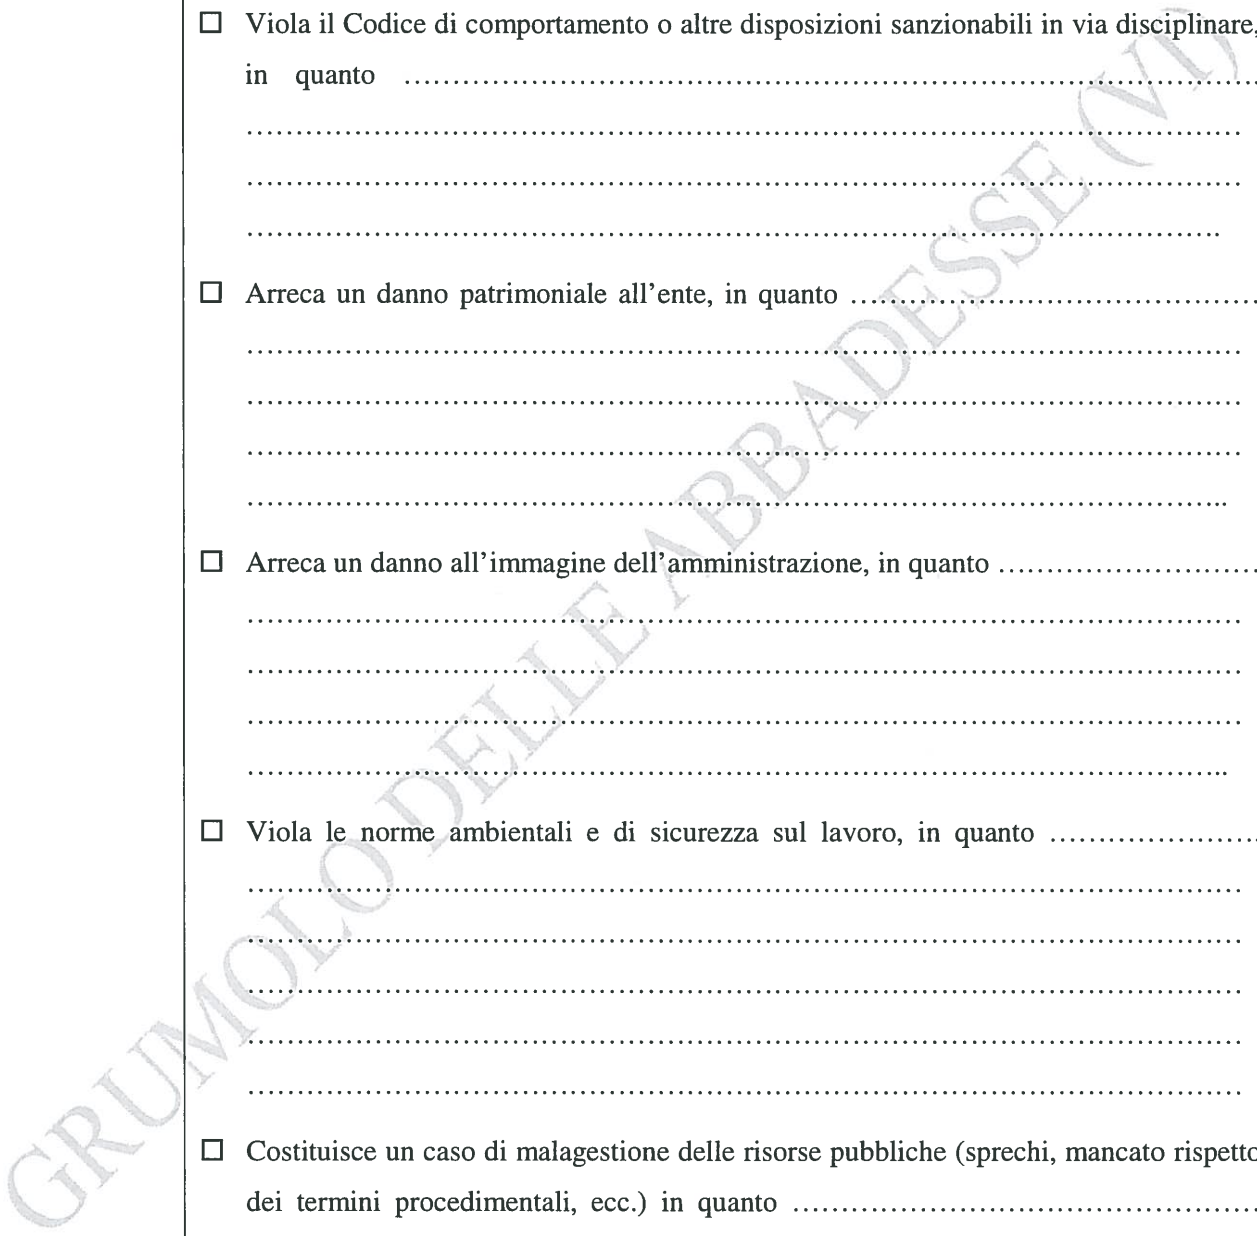 ☐ Viola il Codice di comportamento o altre disposizioni sanzionabili in via disciplinare,
in quanto ……………………………………………………………………………
…………………………………………………………………………………………
…………………………………………………………………………………………
………………………………………………………………………………………..
☐ Arreca un danno patrimoniale all'ente, in quanto ……………………………………
…………………………………………………………………………………………
…………………………………………………………………………………………
…………………………………………………………………………………………
………………………………………………………………………………………..
☐ Arreca un danno all'immagine dell'amministrazione, in quanto ………………………
…………………………………………………………………………………………
…………………………………………………………………………………………
…………………………………………………………………………………………
………………………………………………………………………………………..
☐ Viola le norme ambientali e di sicurezza sul lavoro, in quanto …………………
…………………………………………………………………………………………
…………………………………………………………………………………………
…………………………………………………………………………………………
…………………………………………………………………………………………
…………………………………………………………………………………………
☐ Costituisce un caso di malagestione delle risorse pubbliche (sprechi, mancato rispetto
dei termini procedimentali, ecc.) in quanto …………………………………………
GRUMOLO DELLE ABBADESSE (VI)